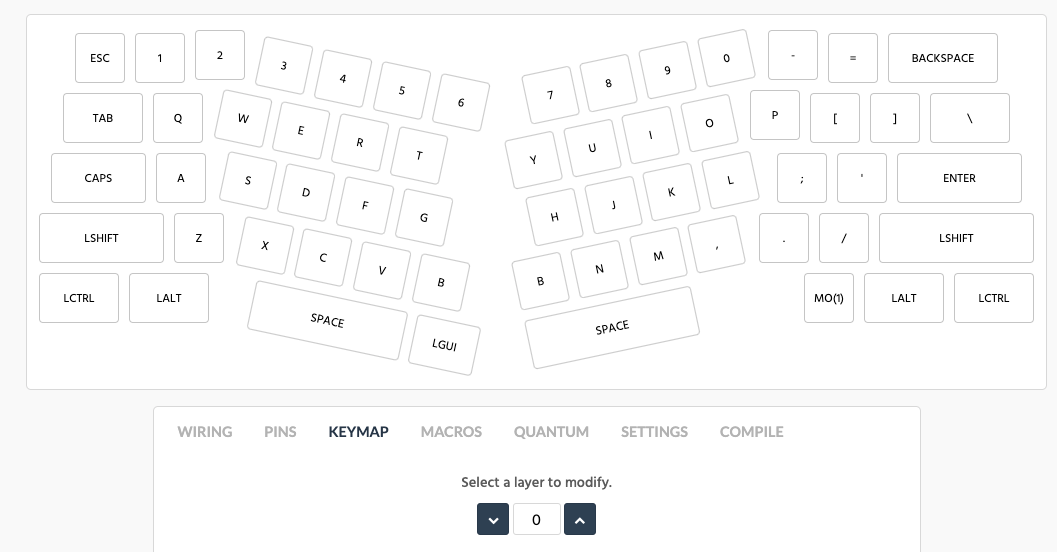 ESC 1 2 3 4 5 6 7 8 9 0 - = BACKSPACE
TAB Q W E R T Y U I O P [ ] \
CAPS A S D F G H J K L ; ' ENTER
LSHIFT Z X C V B B N M , . / LSHIFT
LCTRL LALT SPACE LGUI SPACE MO(1) LALT LCTRL
WIRING PINS KEYMAP MACROS QUANTUM SETTINGS COMPILE
Select a layer to modify.
0